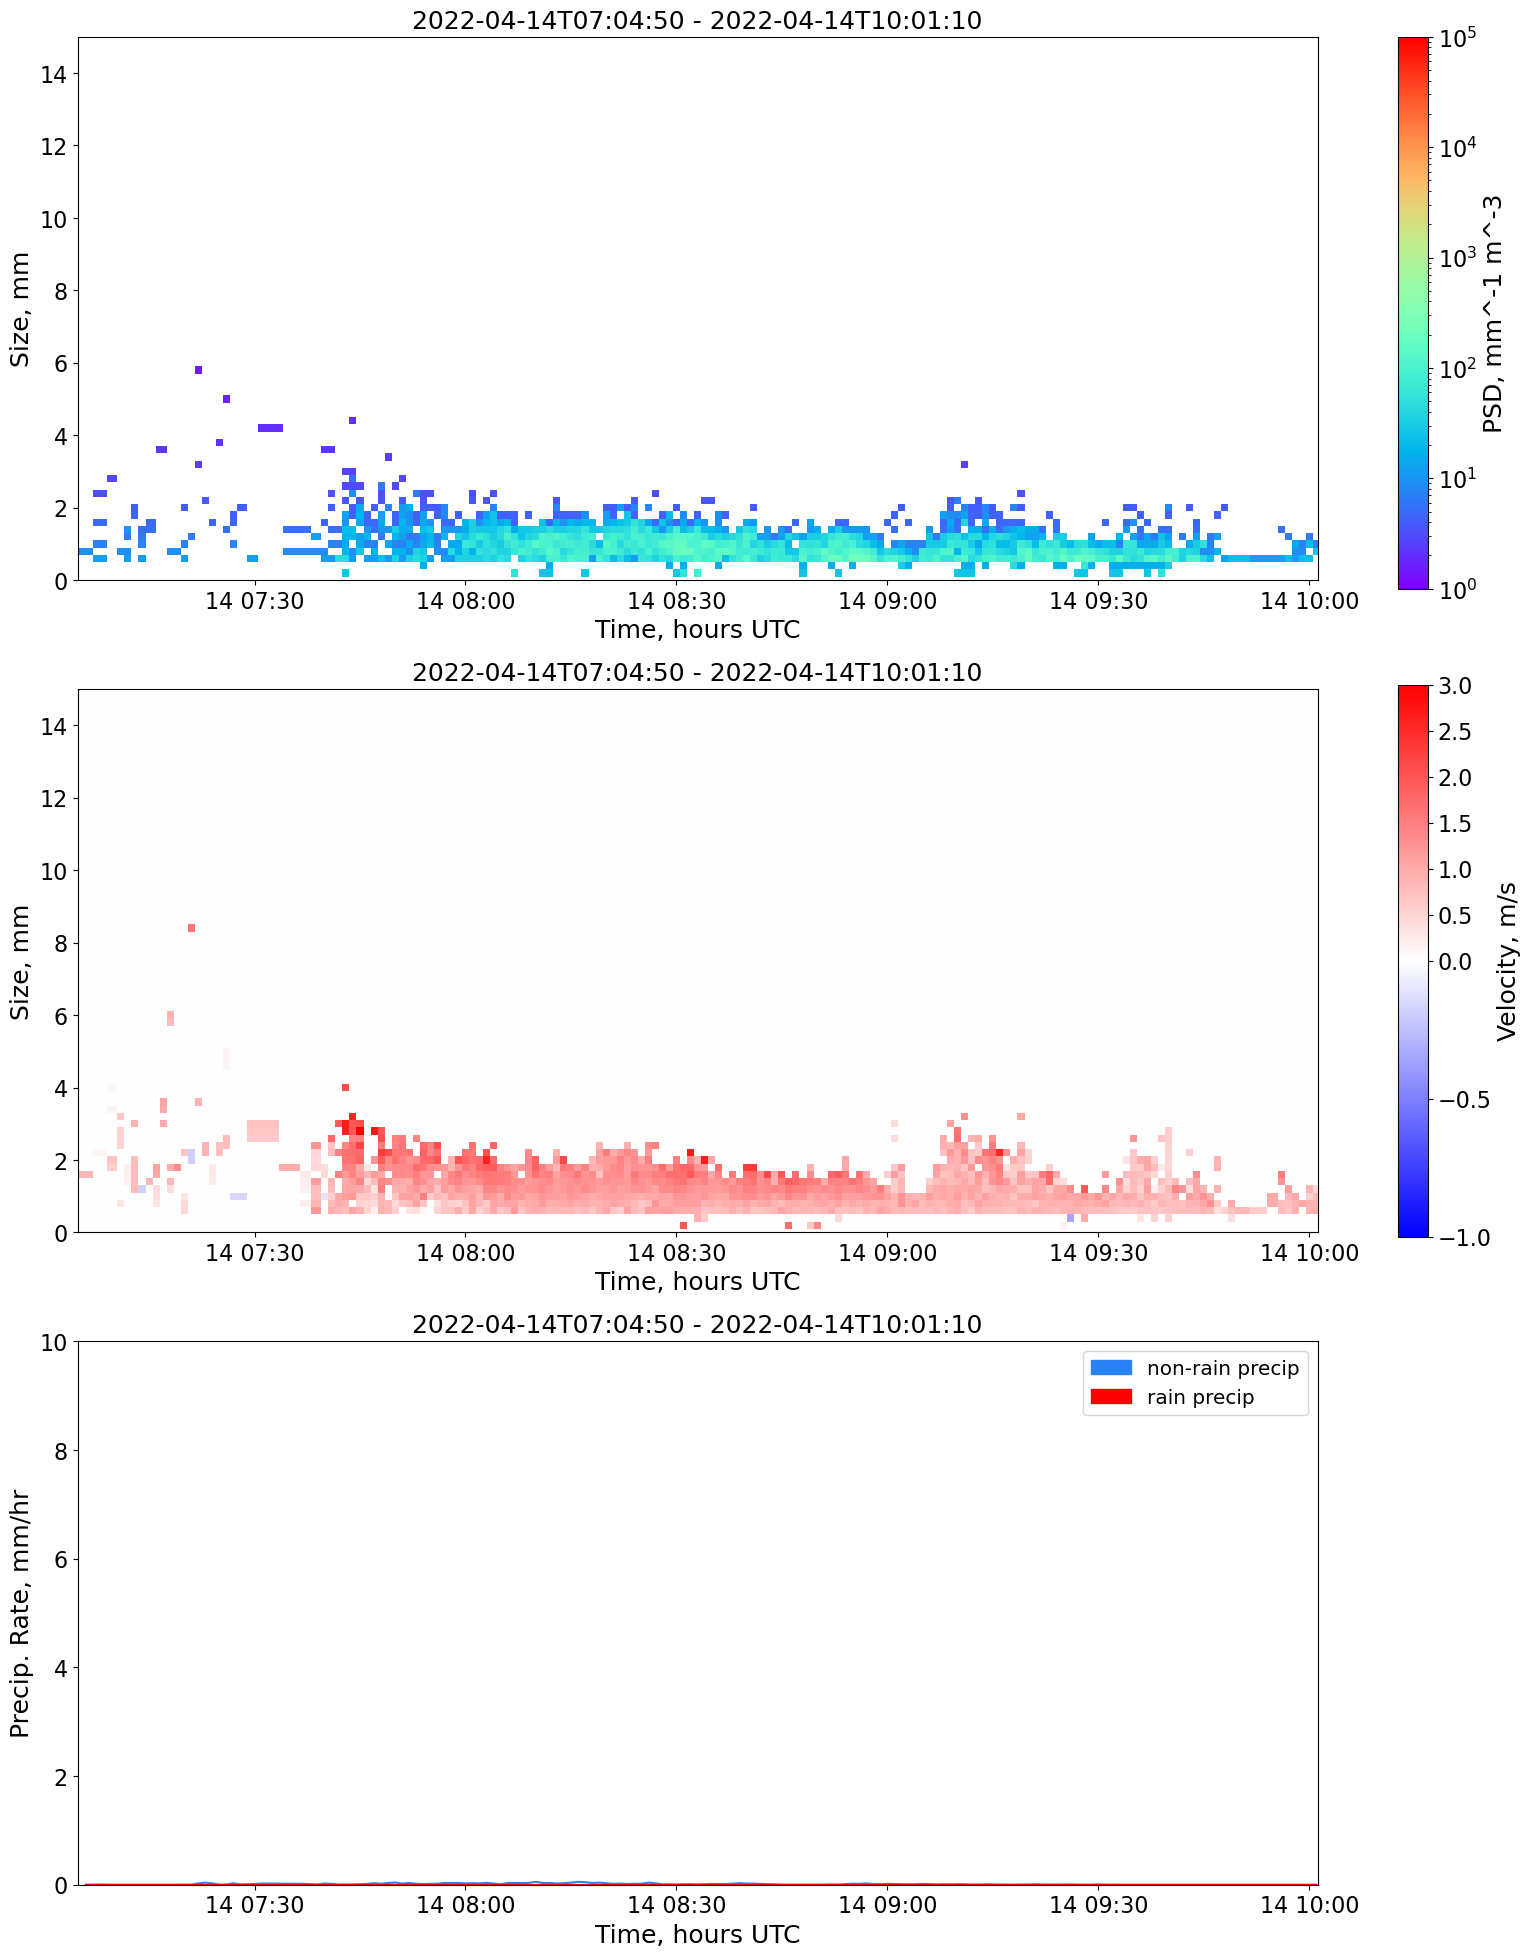 2022-04-14T07:04:50 - 2022-04-14T10:01:10
Size, mm
14
12
10
8
6
4
2
0
14 07:30 14 08:00 14 08:30 14 09:00 14 09:30 14 10:00
Time, hours UTC
10^5
10^4
10^3
10^2
10^1
10^0
PSD, mm^-1 m^-3
2022-04-14T07:04:50 - 2022-04-14T10:01:10
Size, mm
14
12
10
8
6
4
2
0
14 07:30 14 08:00 14 08:30 14 09:00 14 09:30 14 10:00
Time, hours UTC
3.0
2.5
2.0
1.5
1.0
0.5
0.0
−0.5
−1.0
Velocity, m/s
2022-04-14T07:04:50 - 2022-04-14T10:01:10
Precip. Rate, mm/hr
10
8
6
4
2
0
non-rain precip
rain precip
14 07:30 14 08:00 14 08:30 14 09:00 14 09:30 14 10:00
Time, hours UTC